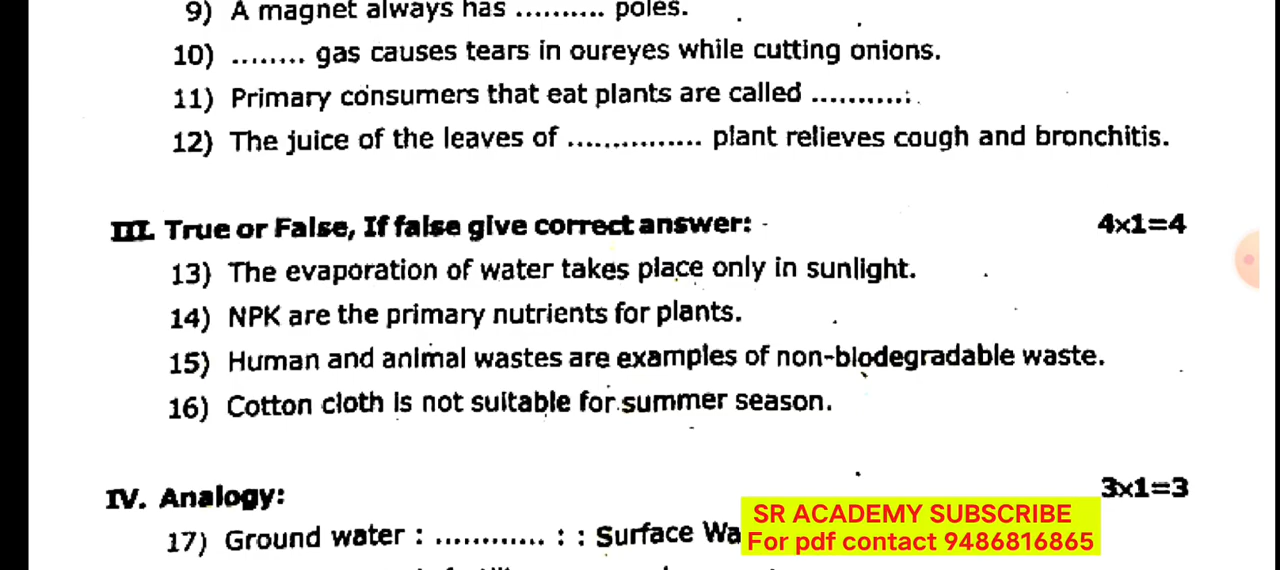 9) A magnet always has .......... poles.
10) ........ gas causes tears in oureyes while cutting onions.
11) Primary consumers that eat plants are called ..........:
12) The juice of the leaves of ............... plant relieves cough and bronchitis.
III. True or False, If false give correct answer: - 4x1=4
13) The evaporation of water takes place only in sunlight.
14) NPK are the primary nutrients for plants.
15) Human and animal wastes are examples of non-biodegradable waste.
16) Cotton cloth is not suitable for summer season.
IV. Analogy: 3x1=3
17) Ground water : ............ : : Surface
SR ACADEMY SUBSCRIBE
For pdf contact 9486816865